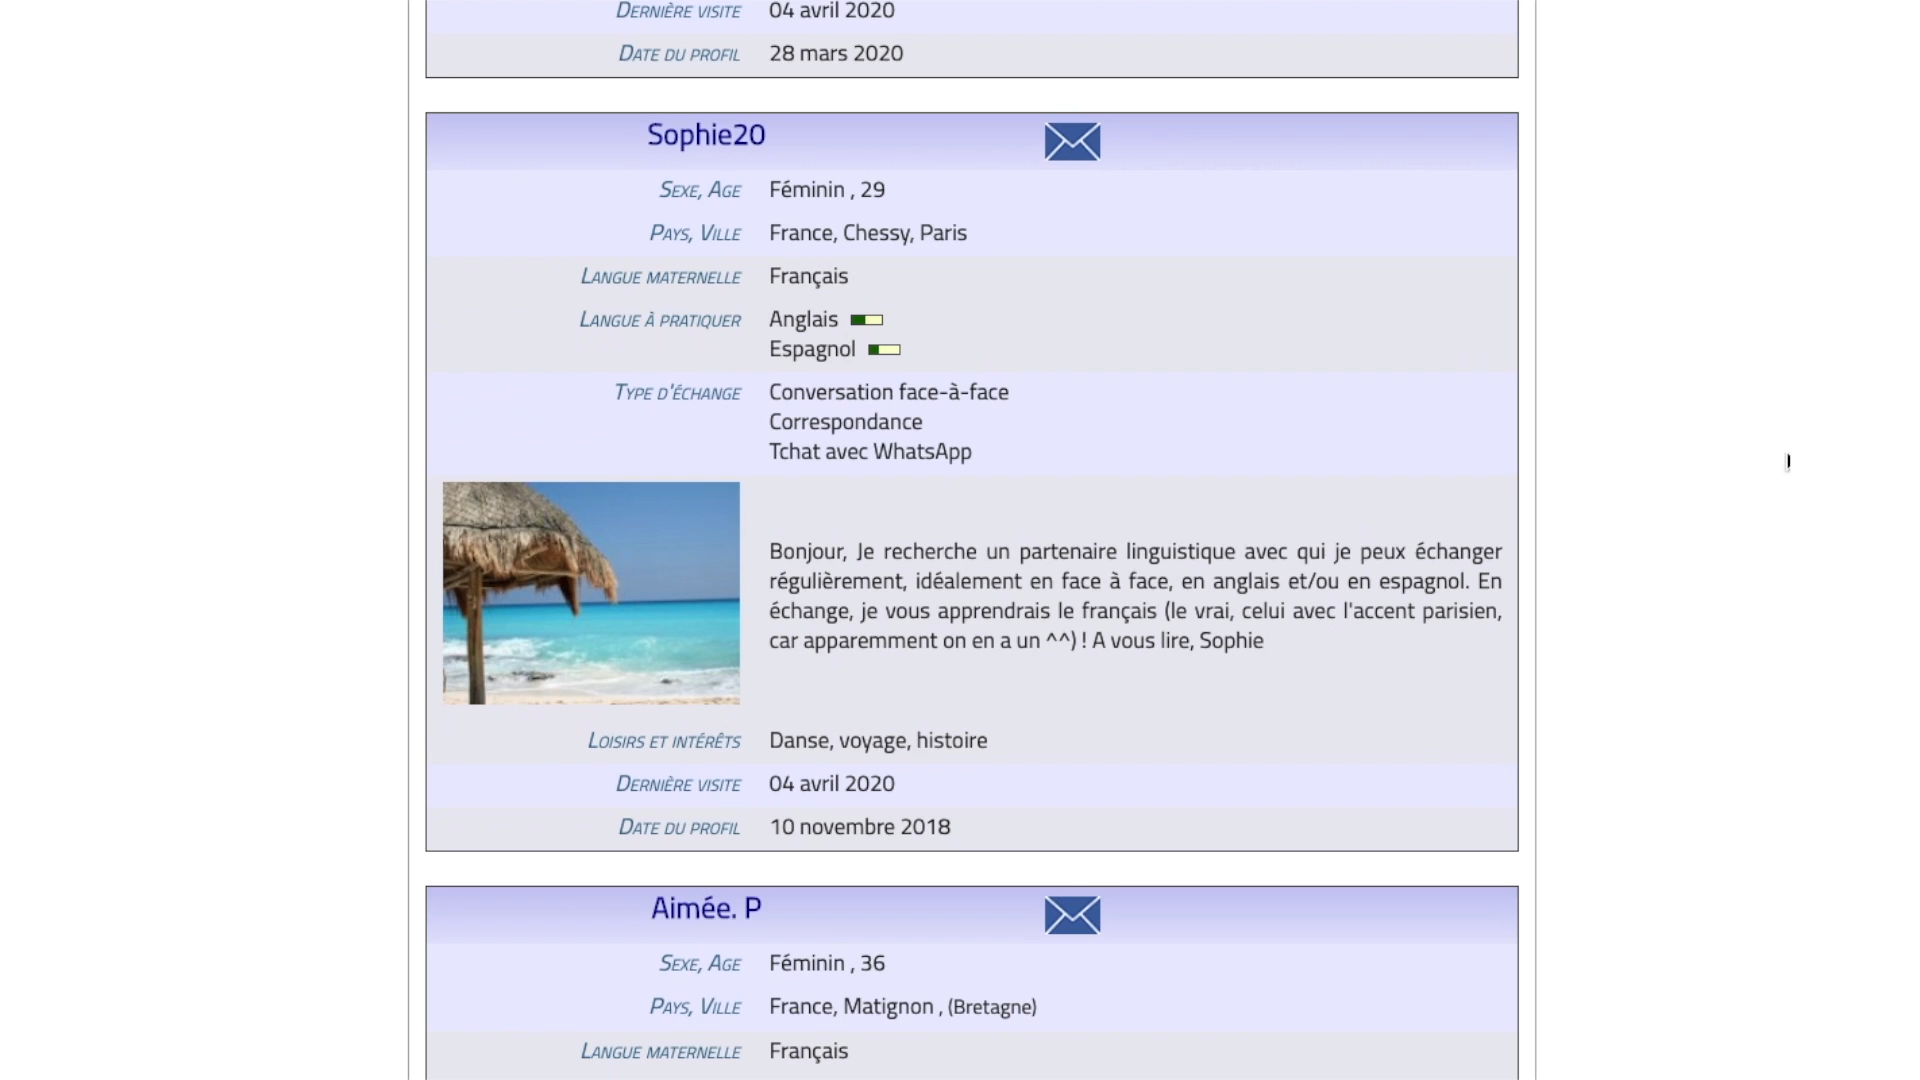 Dernière visite 04 avril 2020
Date du profil 28 mars 2020
Sophie20
Sexe, Age Féminin , 29
Pays, Ville France, Chessy, Paris
Langue maternelle Français
Langue à pratiquer Anglais
Espagnol
Type d'échange Conversation face-à-face
Correspondance
Tchat avec WhatsApp
Bonjour, Je recherche un partenaire linguistique avec qui je peux échanger
régulièrement, idéalement en face à face, en anglais et/ou en espagnol. En
échange, je vous apprendrais le français (le vrai, celui avec l'accent parisien,
car apparemment on en a un ^^) ! A vous lire, Sophie
Loisirs et intérêts Danse, voyage, histoire
Dernière visite 04 avril 2020
Date du profil 10 novembre 2018
Aimée. P
Sexe, Age Féminin , 36
Pays, Ville France, Matignon , (Bretagne)
Langue maternelle Français